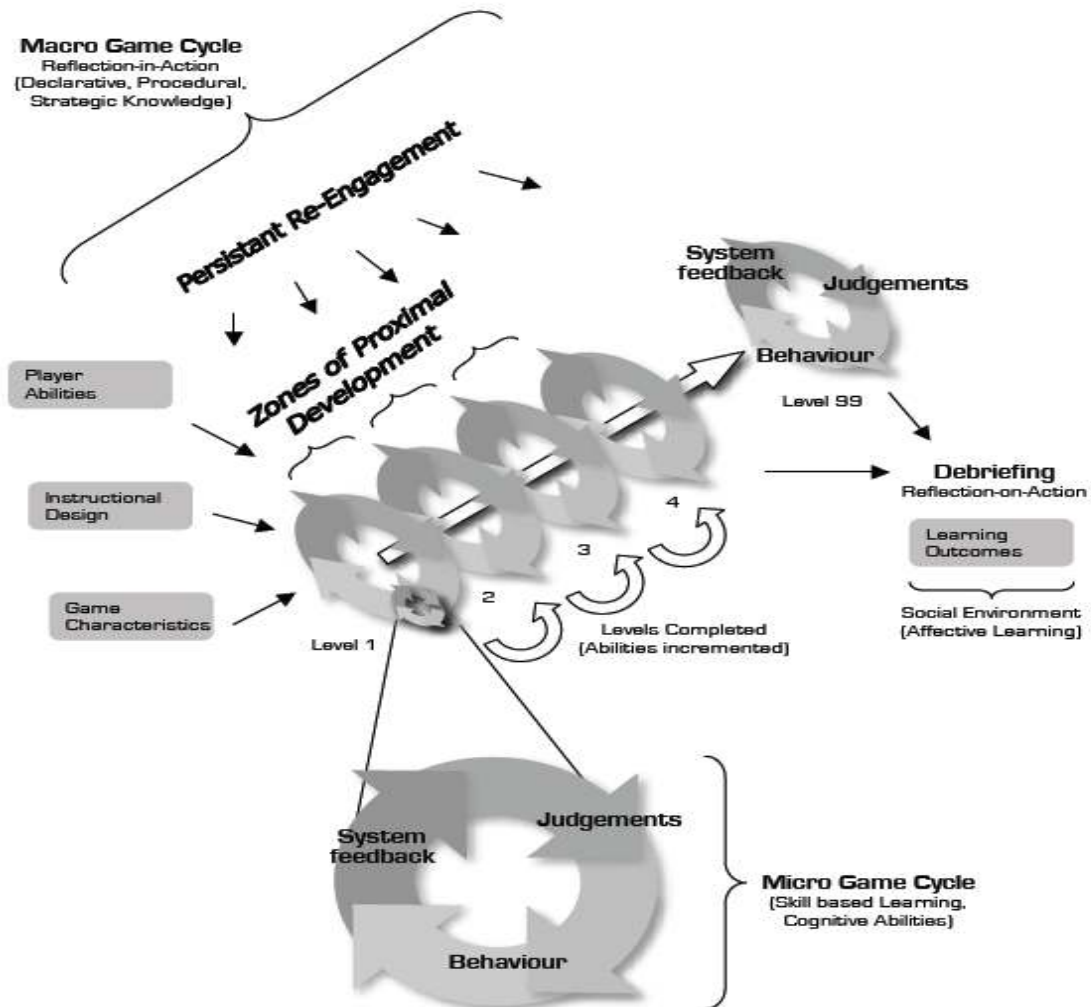 Macro Game Cycle
Reflection-in-Action
(Declarative, Procedural,
Strategic Knowledge)
Persistant Re-Engagement
Zones of Proximal
Development
Player
Abilities
Instructional
Design
Game
Characteristics
Level 1
2
3
4
Levels Completed
(Abilities incremented)
System
feedback
Judgements
Behaviour
Level 99
Debriefing
Reflection-on-Action
Learning
Outcomes
Social Environment
(Affective Learning)
System
feedback
Judgements
Behaviour
Micro Game Cycle
(Skill based Learning,
Cognitive Abilities)